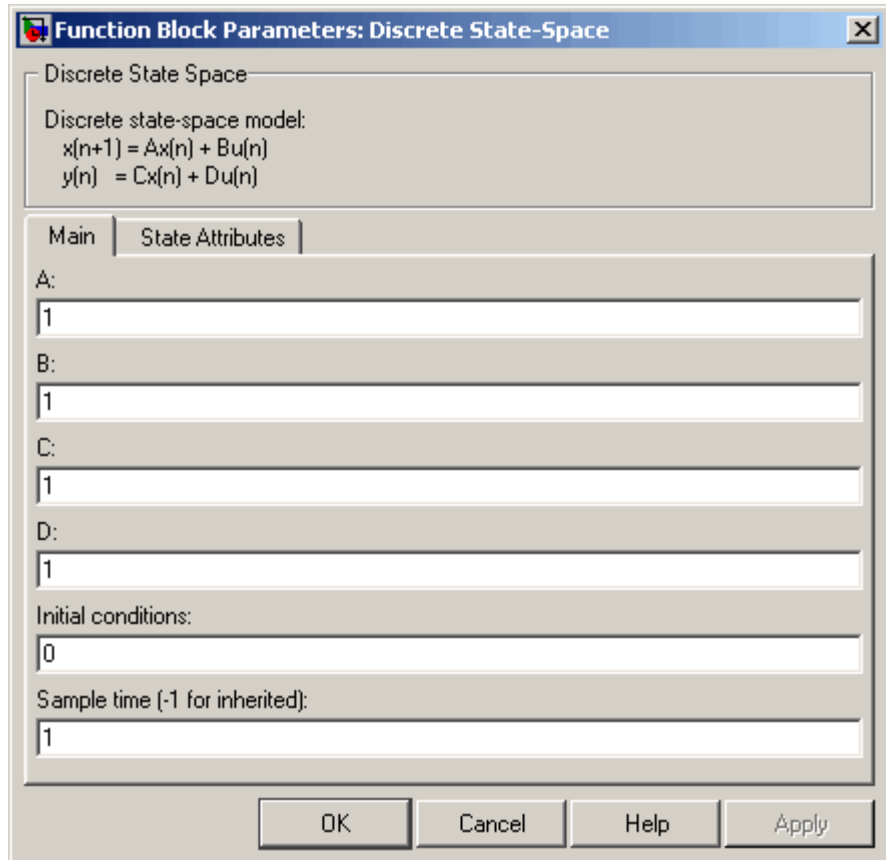 Function Block Parameters: Discrete State-Space
Discrete State Space
Discrete state-space model:
x(n+1) = Ax(n) + Bu(n)
y(n) = Cx(n) + Du(n)
Main State Attributes
A:
1
B:
1
C:
1
D:
1
Initial conditions:
0
Sample time (-1 for inherited):
1
OK Cancel Help Apply